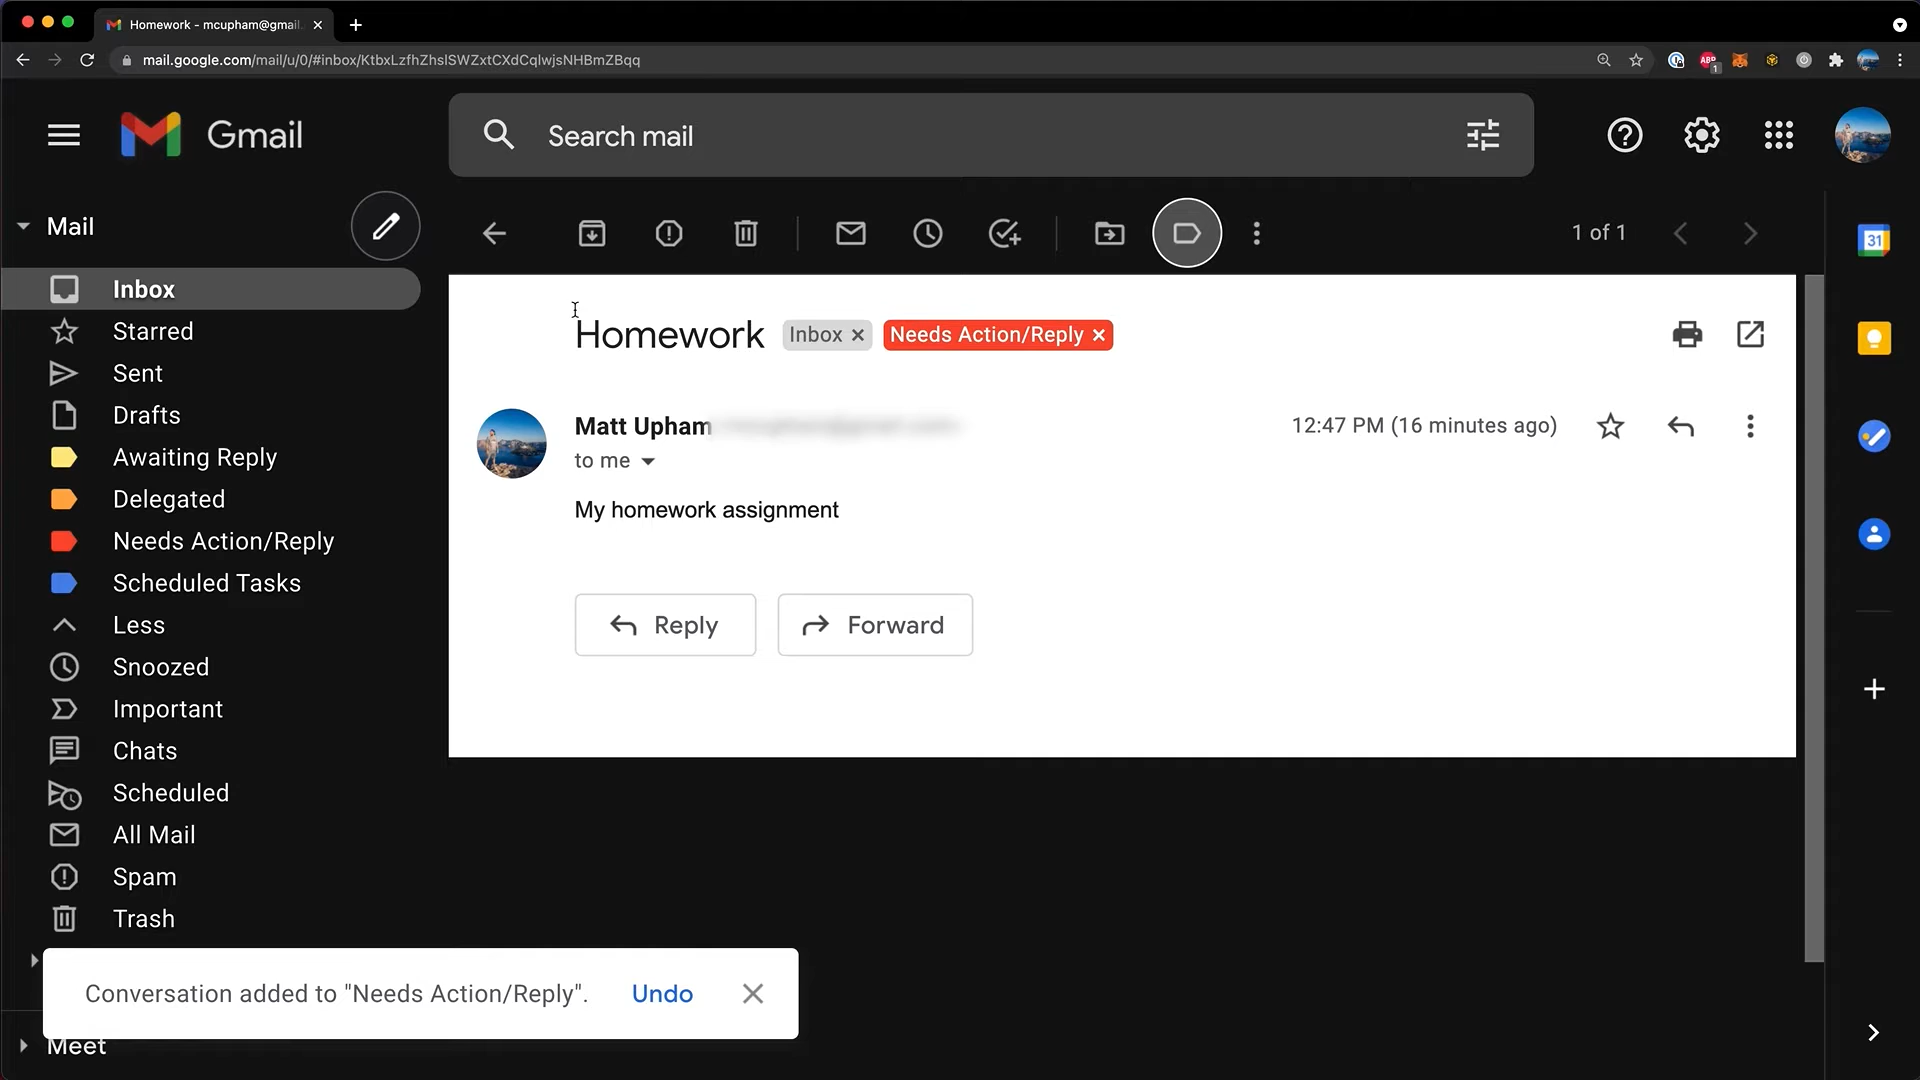 Homework - mcupham@gmail.
mail.google.com/mail/u/0/#inbox/KtbxLzfhZhslSWZxtCXdCqlwjsNHBmZBqq
ABP
1
Gmail
Search mail
Mail
1 of 1
31
Inbox
Starred
Sent
Drafts
Awaiting Reply
Delegated
Needs Action/Reply
Scheduled Tasks
Less
Snoozed
Important
Chats
Scheduled
All Mail
Spam
Trash
Homework Inbox × Needs Action/Reply ×
Matt Upham
12:47 PM (16 minutes ago)
to me
My homework assignment
Reply
Forward
Conversation added to "Needs Action/Reply". Undo
Meet